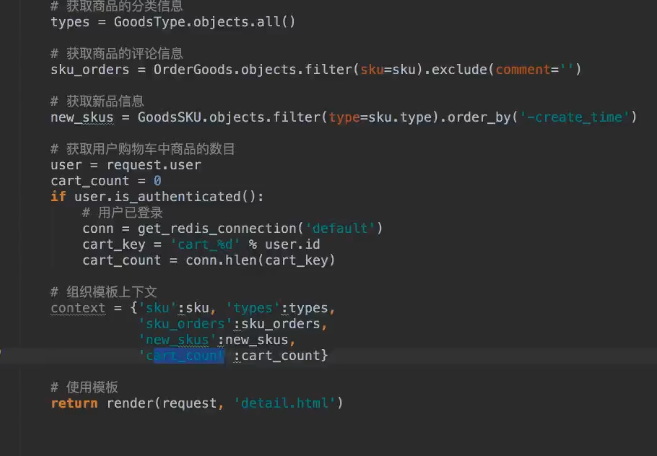 # 获取商品的分类信息
types = GoodsType.objects.all()
# 获取商品的评论信息
sku_orders = OrderGoods.objects.filter(sku=sku).exclude(comment='')
# 获取新品信息
new_skus = GoodsSKU.objects.filter(type=sku.type).order_by('-create_time')
# 获取用户购物车中商品的数目
user = request.user
cart_count = 0
if user.is_authenticated():
# 用户已登录
conn = get_redis_connection('default')
cart_key = 'cart_%d' % user.id
cart_count = conn.hlen(cart_key)
# 组织模板上下文
context = {'sku':sku, 'types':types,
'sku_orders':sku_orders,
'new_skus':new_skus,
'cart_count':cart_count}
# 使用模板
return render(request, 'detail.html')